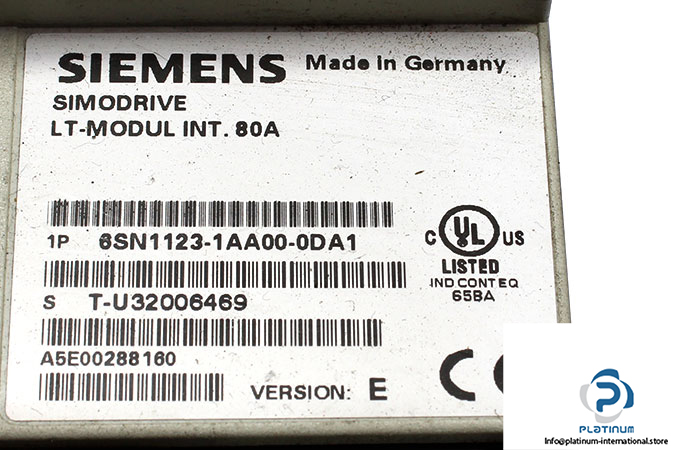 SIEMENS Made in Germany
SIMODRIVE
LT-MODUL INT. 80A
1P 6SN1123-1AA00-0DA1
C UL US
LISTED
IND CONT EQ
65BA
S T-U32006469
A5E00288160
VERSION: E CE
PLATINUM
Info@platinum-international.store